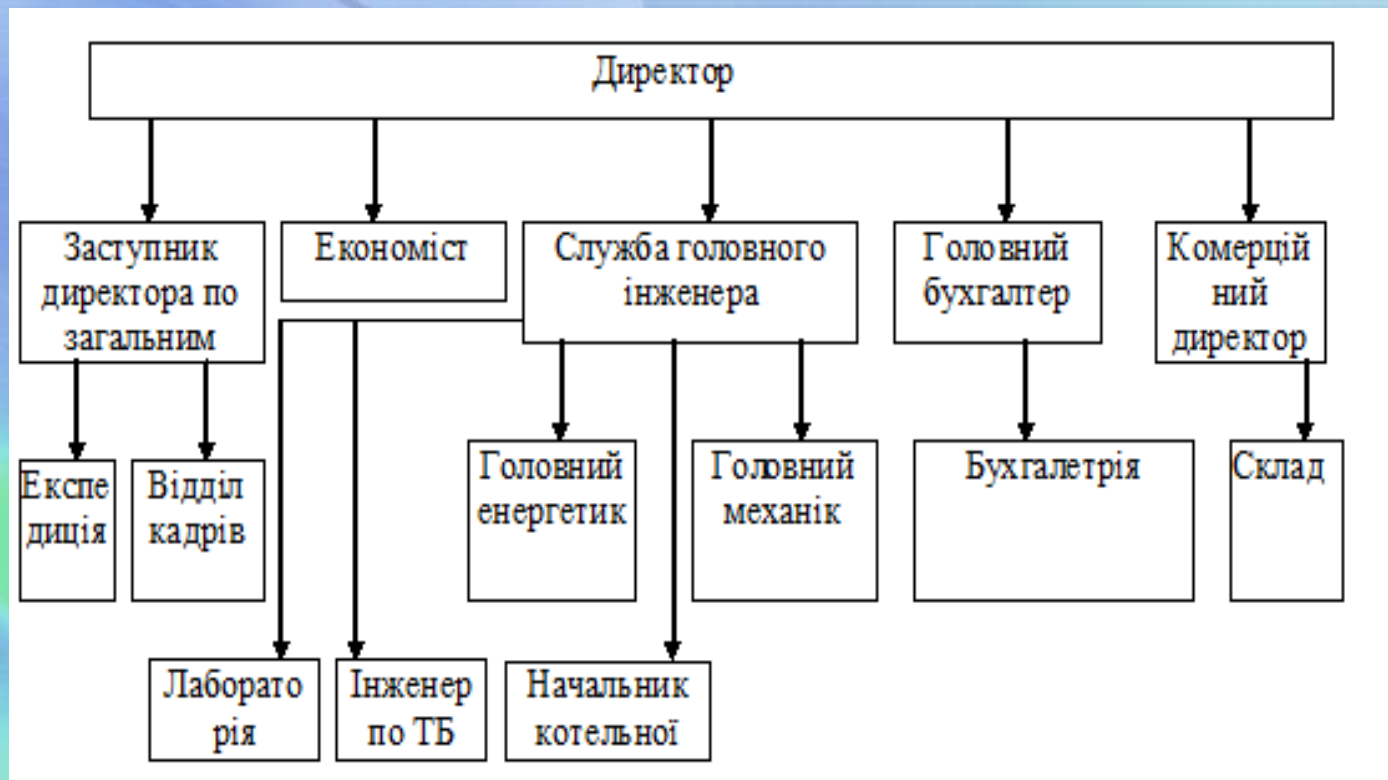 Директор
Заступник
директора по
загальним
Економіст
Служба головного
інженера
Головний
бухгалтер
Комерцій
ний
директор
Експе
диція
Відділ
кадрів
Головний
енергетик
Головний
механік
Бухгалетрія
Склад
Лаборато
рія
Інженер
по ТБ
Начальник
котельної